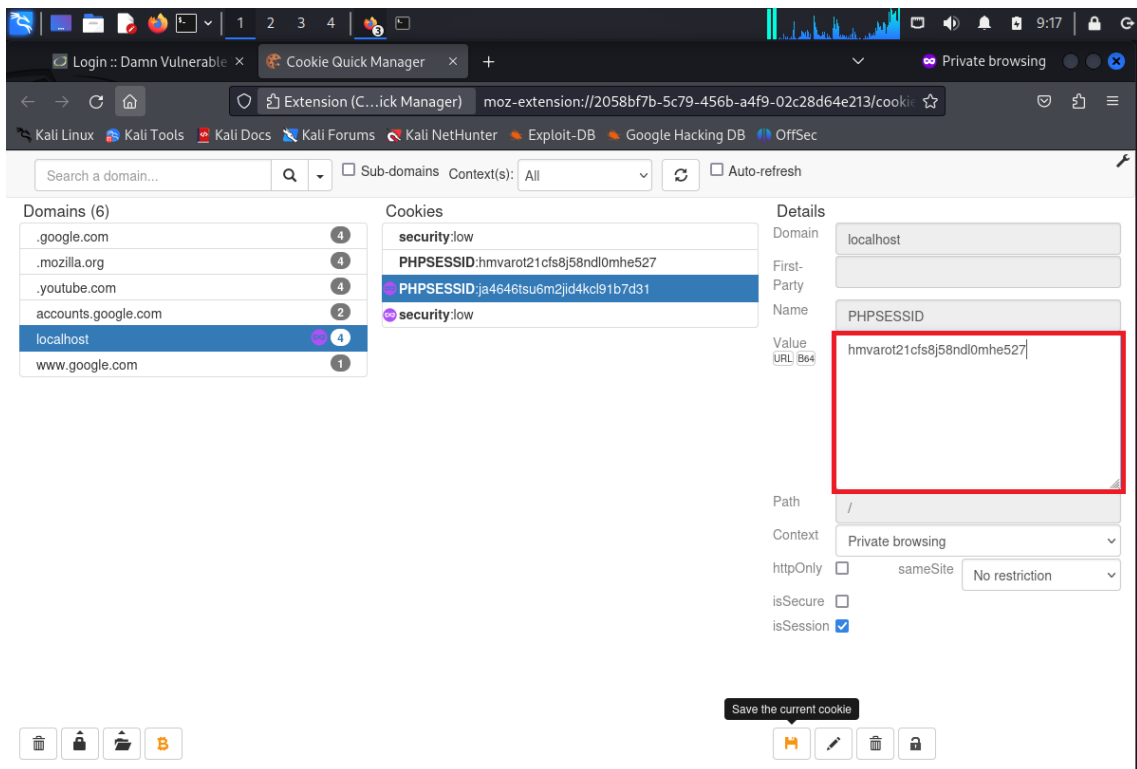 1 2 3 4 3 9:17
Login :: Damn Vulnerable × Cookie Quick Manager × + Private browsing
Extension (C…ick Manager) moz-extension://2058bf7b-5c79-456b-a4f9-02c28d64e213/cookie
Kali Linux Kali Tools Kali Docs Kali Forums Kali NetHunter Exploit-DB Google Hacking DB OffSec
Search a domain... Sub-domains Context(s): All Auto-refresh
Domains (6) Cookies Details
.google.com 4 security:low Domain localhost
.mozilla.org 4 PHPSESSID:hmvarot21cfs8j58ndl0mhe527 First-Party
.youtube.com 4 PHPSESSID:ja4646tsu6m2jid4kcl91b7d31
accounts.google.com 2 security:low Name PHPSESSID
localhost 4 Value hmvarot21cfs8j58ndl0mhe527
www.google.com 1 URL B64
Path /
Context Private browsing
httpOnly sameSite No restriction
isSecure
isSession
Save the current cookie